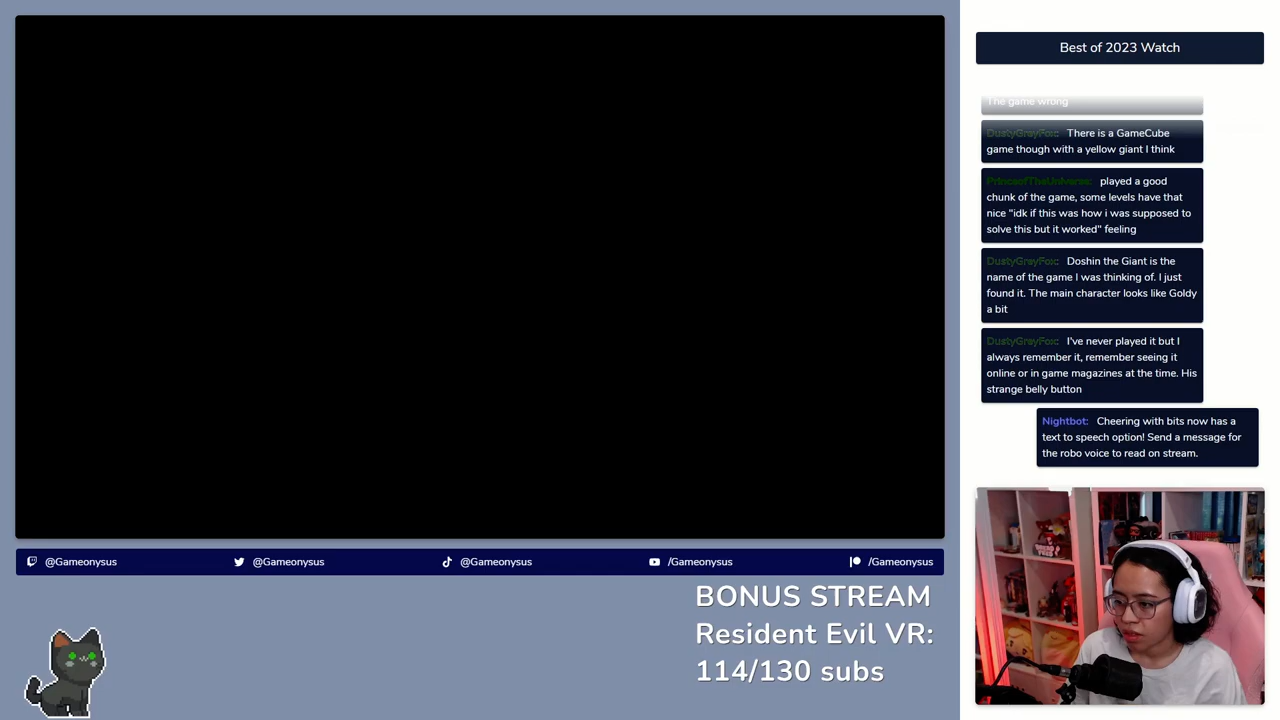 Best of 2023 Watch
The game wrong
DustyGreyFox: There is a GameCube
game though with a yellow giant I think
PrinceofTheUniverse: played a good
chunk of the game, some levels have that
nice "idk if this was how i was supposed to
solve this but it worked" feeling
DustyGreyFox: Doshin the Giant is the
name of the game I was thinking of. I just
found it. The main character looks like Goldy
a bit
DustyGreyFox: I've never played it but I
always remember it, remember seeing it
online or in game magazines at the time. His
strange belly button
Nightbot: Cheering with bits now has a
text to speech option! Send a message for
the robo voice to read on stream.
@Gameonysus
@Gameonysus
@Gameonysus
/Gameonysus
/Gameonysus
BONUS STREAM
Resident Evil VR:
114/130 subs